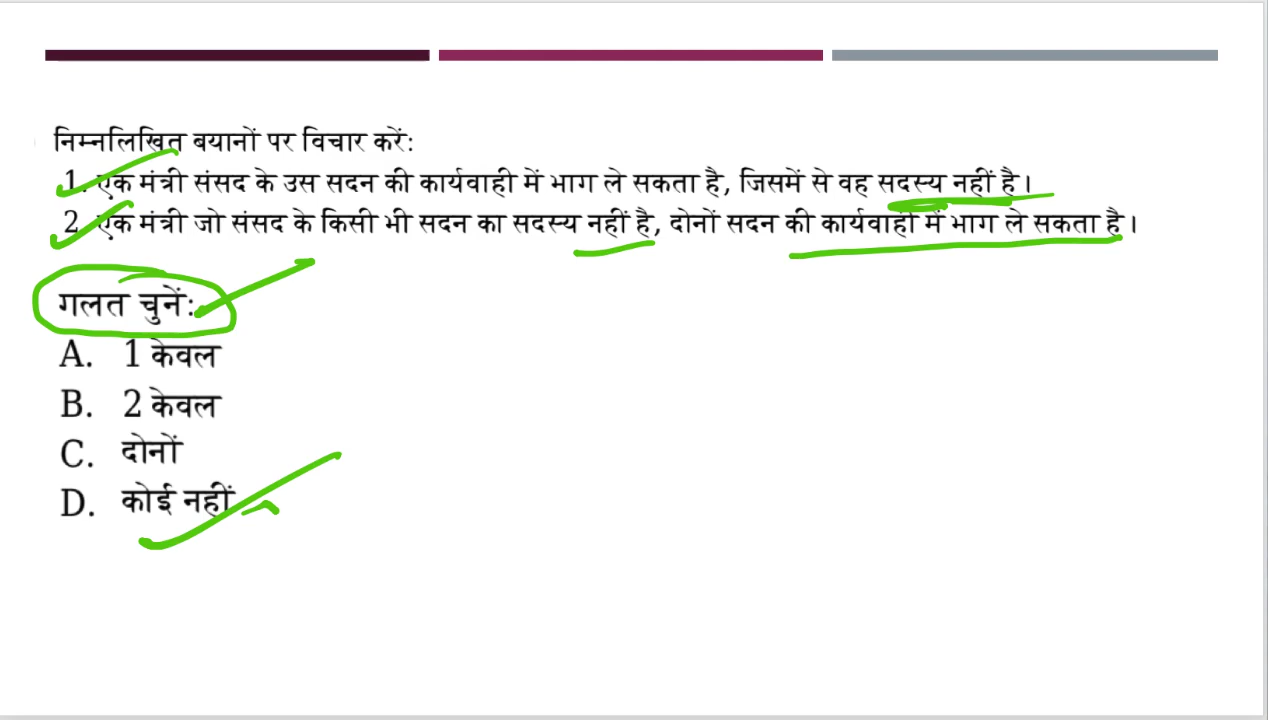 निम्नलिखित बयानों पर विचार करें:
1. एक मंत्री संसद के उस सदन की कार्यवाही में भाग ले सकता है, जिसमें से वह सदस्य नहीं है।
2. एक मंत्री जो संसद के किसी भी सदन का सदस्य नहीं है, दोनों सदन की कार्यवाही में भाग ले सकता है।
गलत चुनें:
A. 1 केवल
B. 2 केवल
C. दोनों
D. कोई नहीं